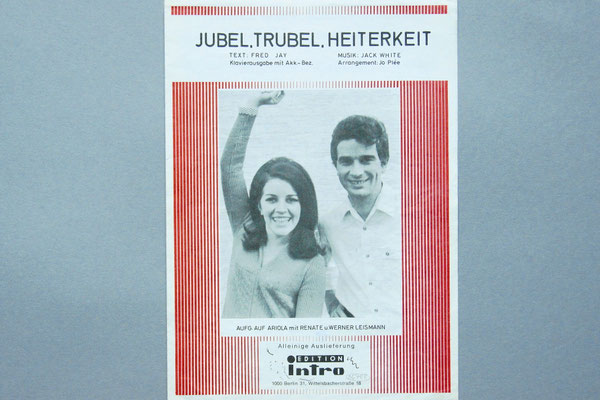 JUBEL, TRUBEL, HEITERKEIT
TEXT: FRED JAY
MUSIK: JACK WHITE
Klavierausgabe mit Akk.-Bez.
Arrangement: Jo Plée
AUFG. AUF ARIOLA mit RENATE u. WERNER LEISMANN
Alleinige Auslieferung
EDITION
intro
1000 Berlin 31, Wittelsbacherstraße 18